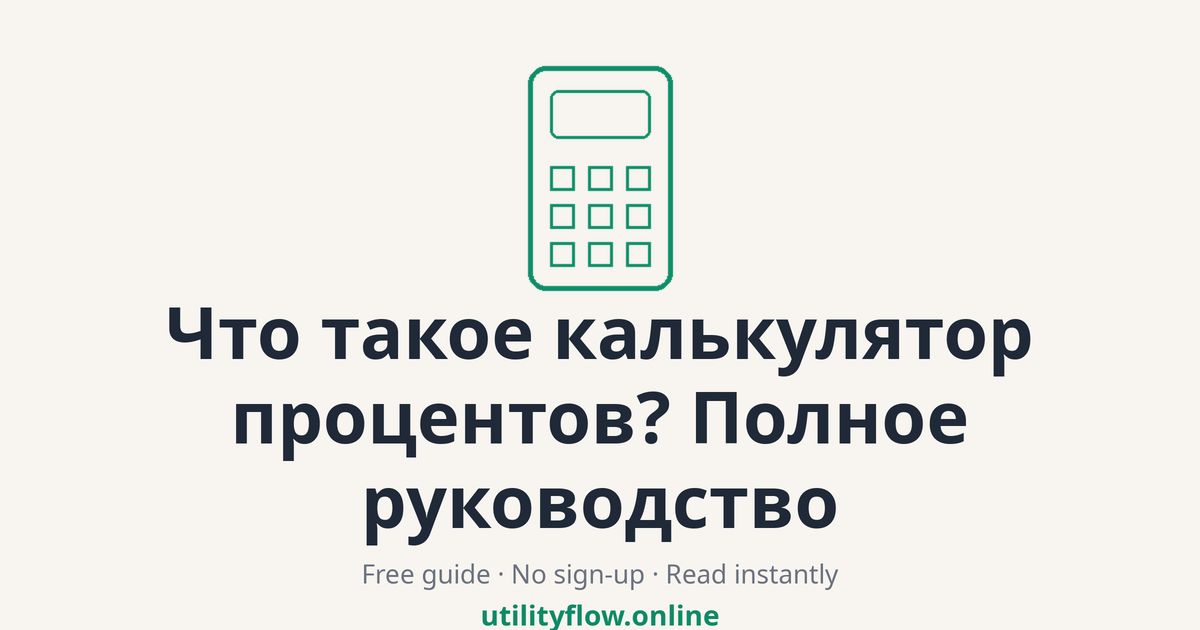 Что такое калькулятор
процентов? Полное
руководство
Free guide · No sign-up · Read instantly
utilityflow.online